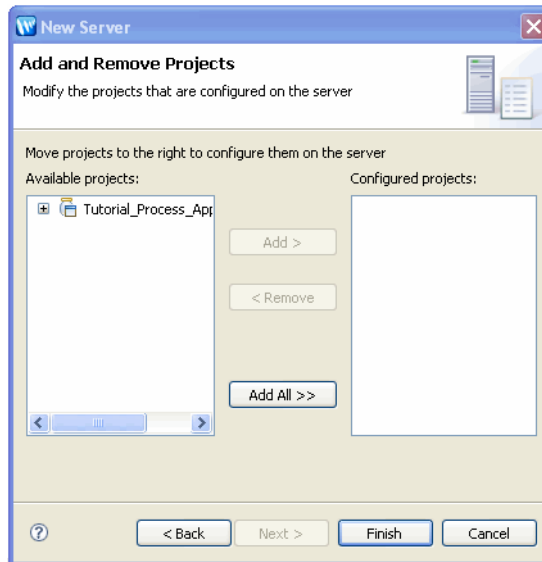 New Server
Add and Remove Projects
Modify the projects that are configured on the server
Move projects to the right to configure them on the server
Available projects:
Configured projects:
Tutorial_Process_App
Add >
< Remove
Add All >>
< Back
Next >
Finish
Cancel